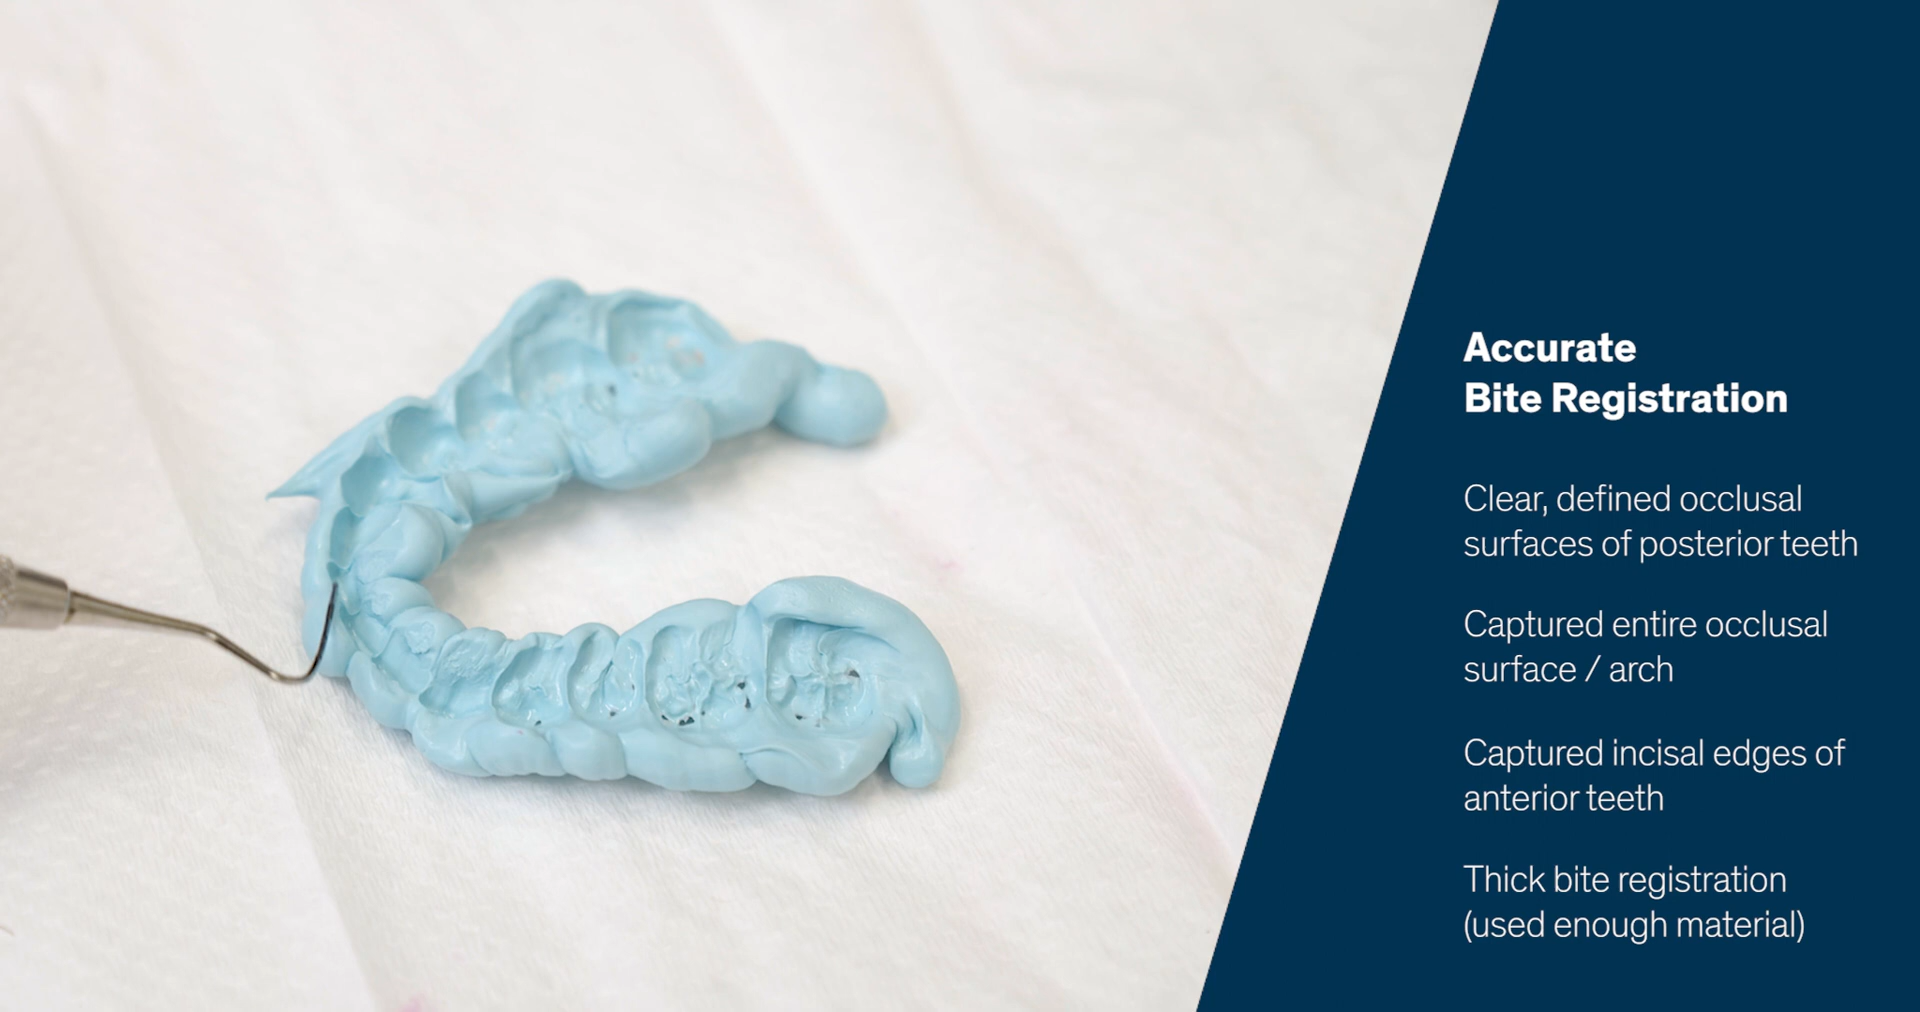 Accurate
Bite Registration
Clear, defined occlusal
surfaces of posterior teeth
Captured entire occlusal
surface / arch
Captured incisal edges of
anterior teeth
Thick bite registration
(used enough material)